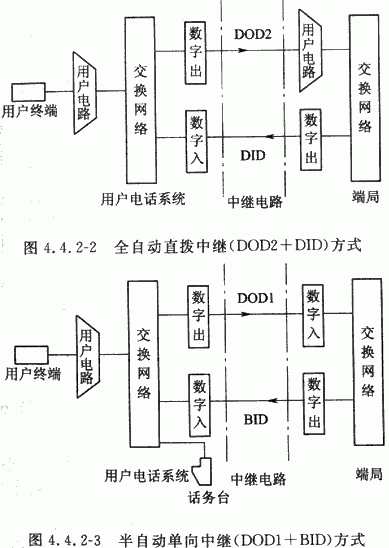 数字出
DOD2
用户电路
用户电路
交换网络
交换网络
用户终端
数字入
DID
数字出
用户电话系统
中继电路
端局
图 4.4.2-2 全自动直拨中继(DOD2+DID)方式
数字出
DOD1
数字入
用户电路
交换网络
交换网络
用户终端
数字入
BID
数字出
用户电话系统
中继电路
端局
话务台
图 4.4.2-3 半自动单向中继(DOD1+BID)方式